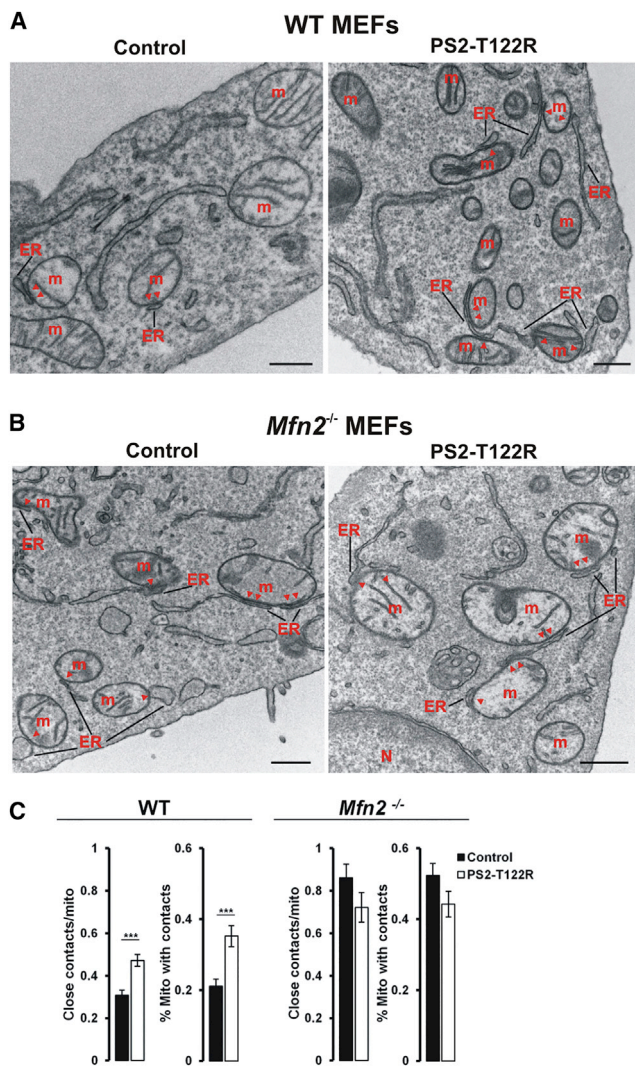 A
WT MEFs
Control
PS2-T122R
m
m
ER
m
m
m
ER
m
m
m
ER
m
ER
m
m
ER
m
ER
m
m
B
Mfn2-/- MEFs
Control
PS2-T122R
m
ER
m
ER
m
ER
m
m
m
ER
ER
m
m
m
ER
ER
m
m
N
C
WT
Mfn2 -/-
Close contacts/mito
1
0.8
0.6
0.4
0.2
0
***
% Mito with contacts
0.6
0.4
0.2
0
***
Close contacts/mito
1
0.8
0.6
0.4
0.2
0
% Mito with contacts
0.6
0.4
0.2
0
Control
PS2-T122R